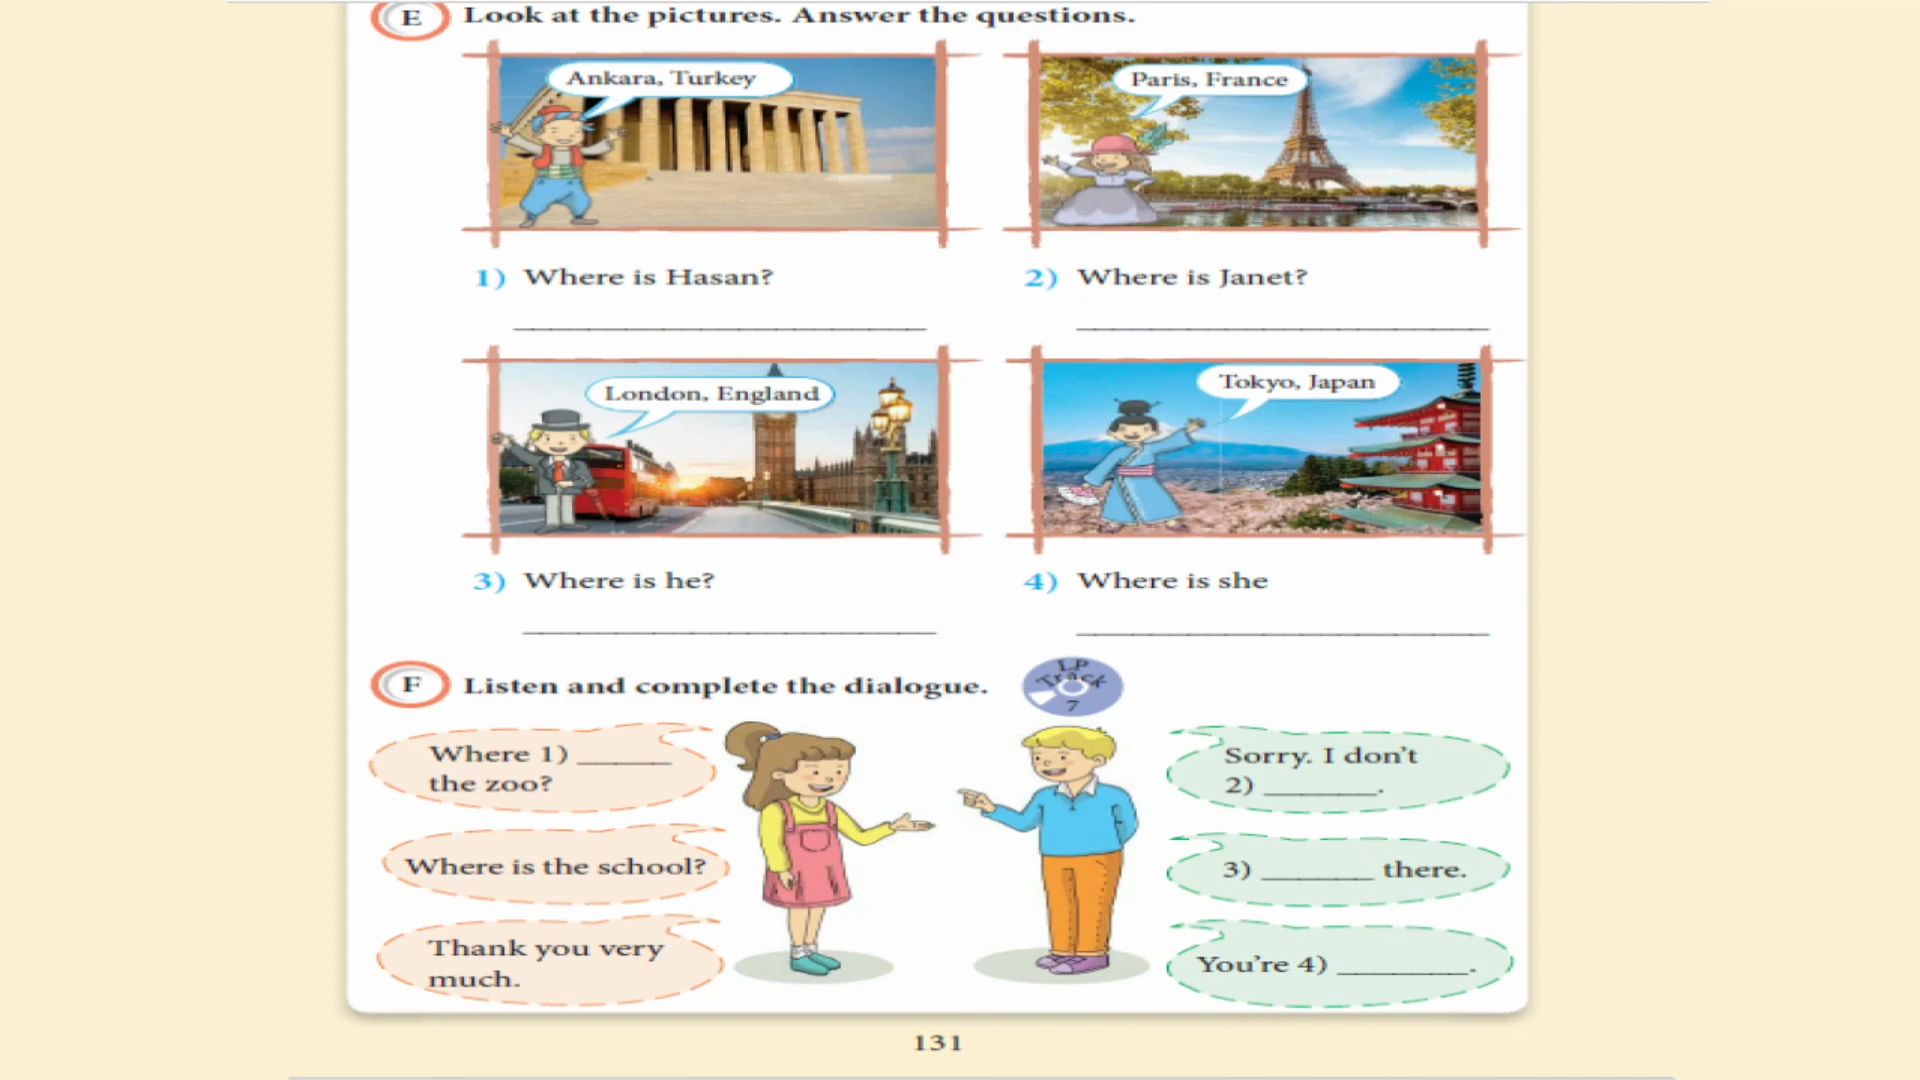 E Look at the pictures. Answer the questions.
Ankara, Turkey
Paris, France
1) Where is Hasan?
2) Where is Janet?
London, England
Tokyo, Japan
3) Where is he?
4) Where is she
F Listen and complete the dialogue.
LP
Track
7
Where 1) ______
the zoo?
Sorry. I don't
2) _______.
Where is the school?
3) _______ there.
Thank you very
much.
You're 4) ________.
131